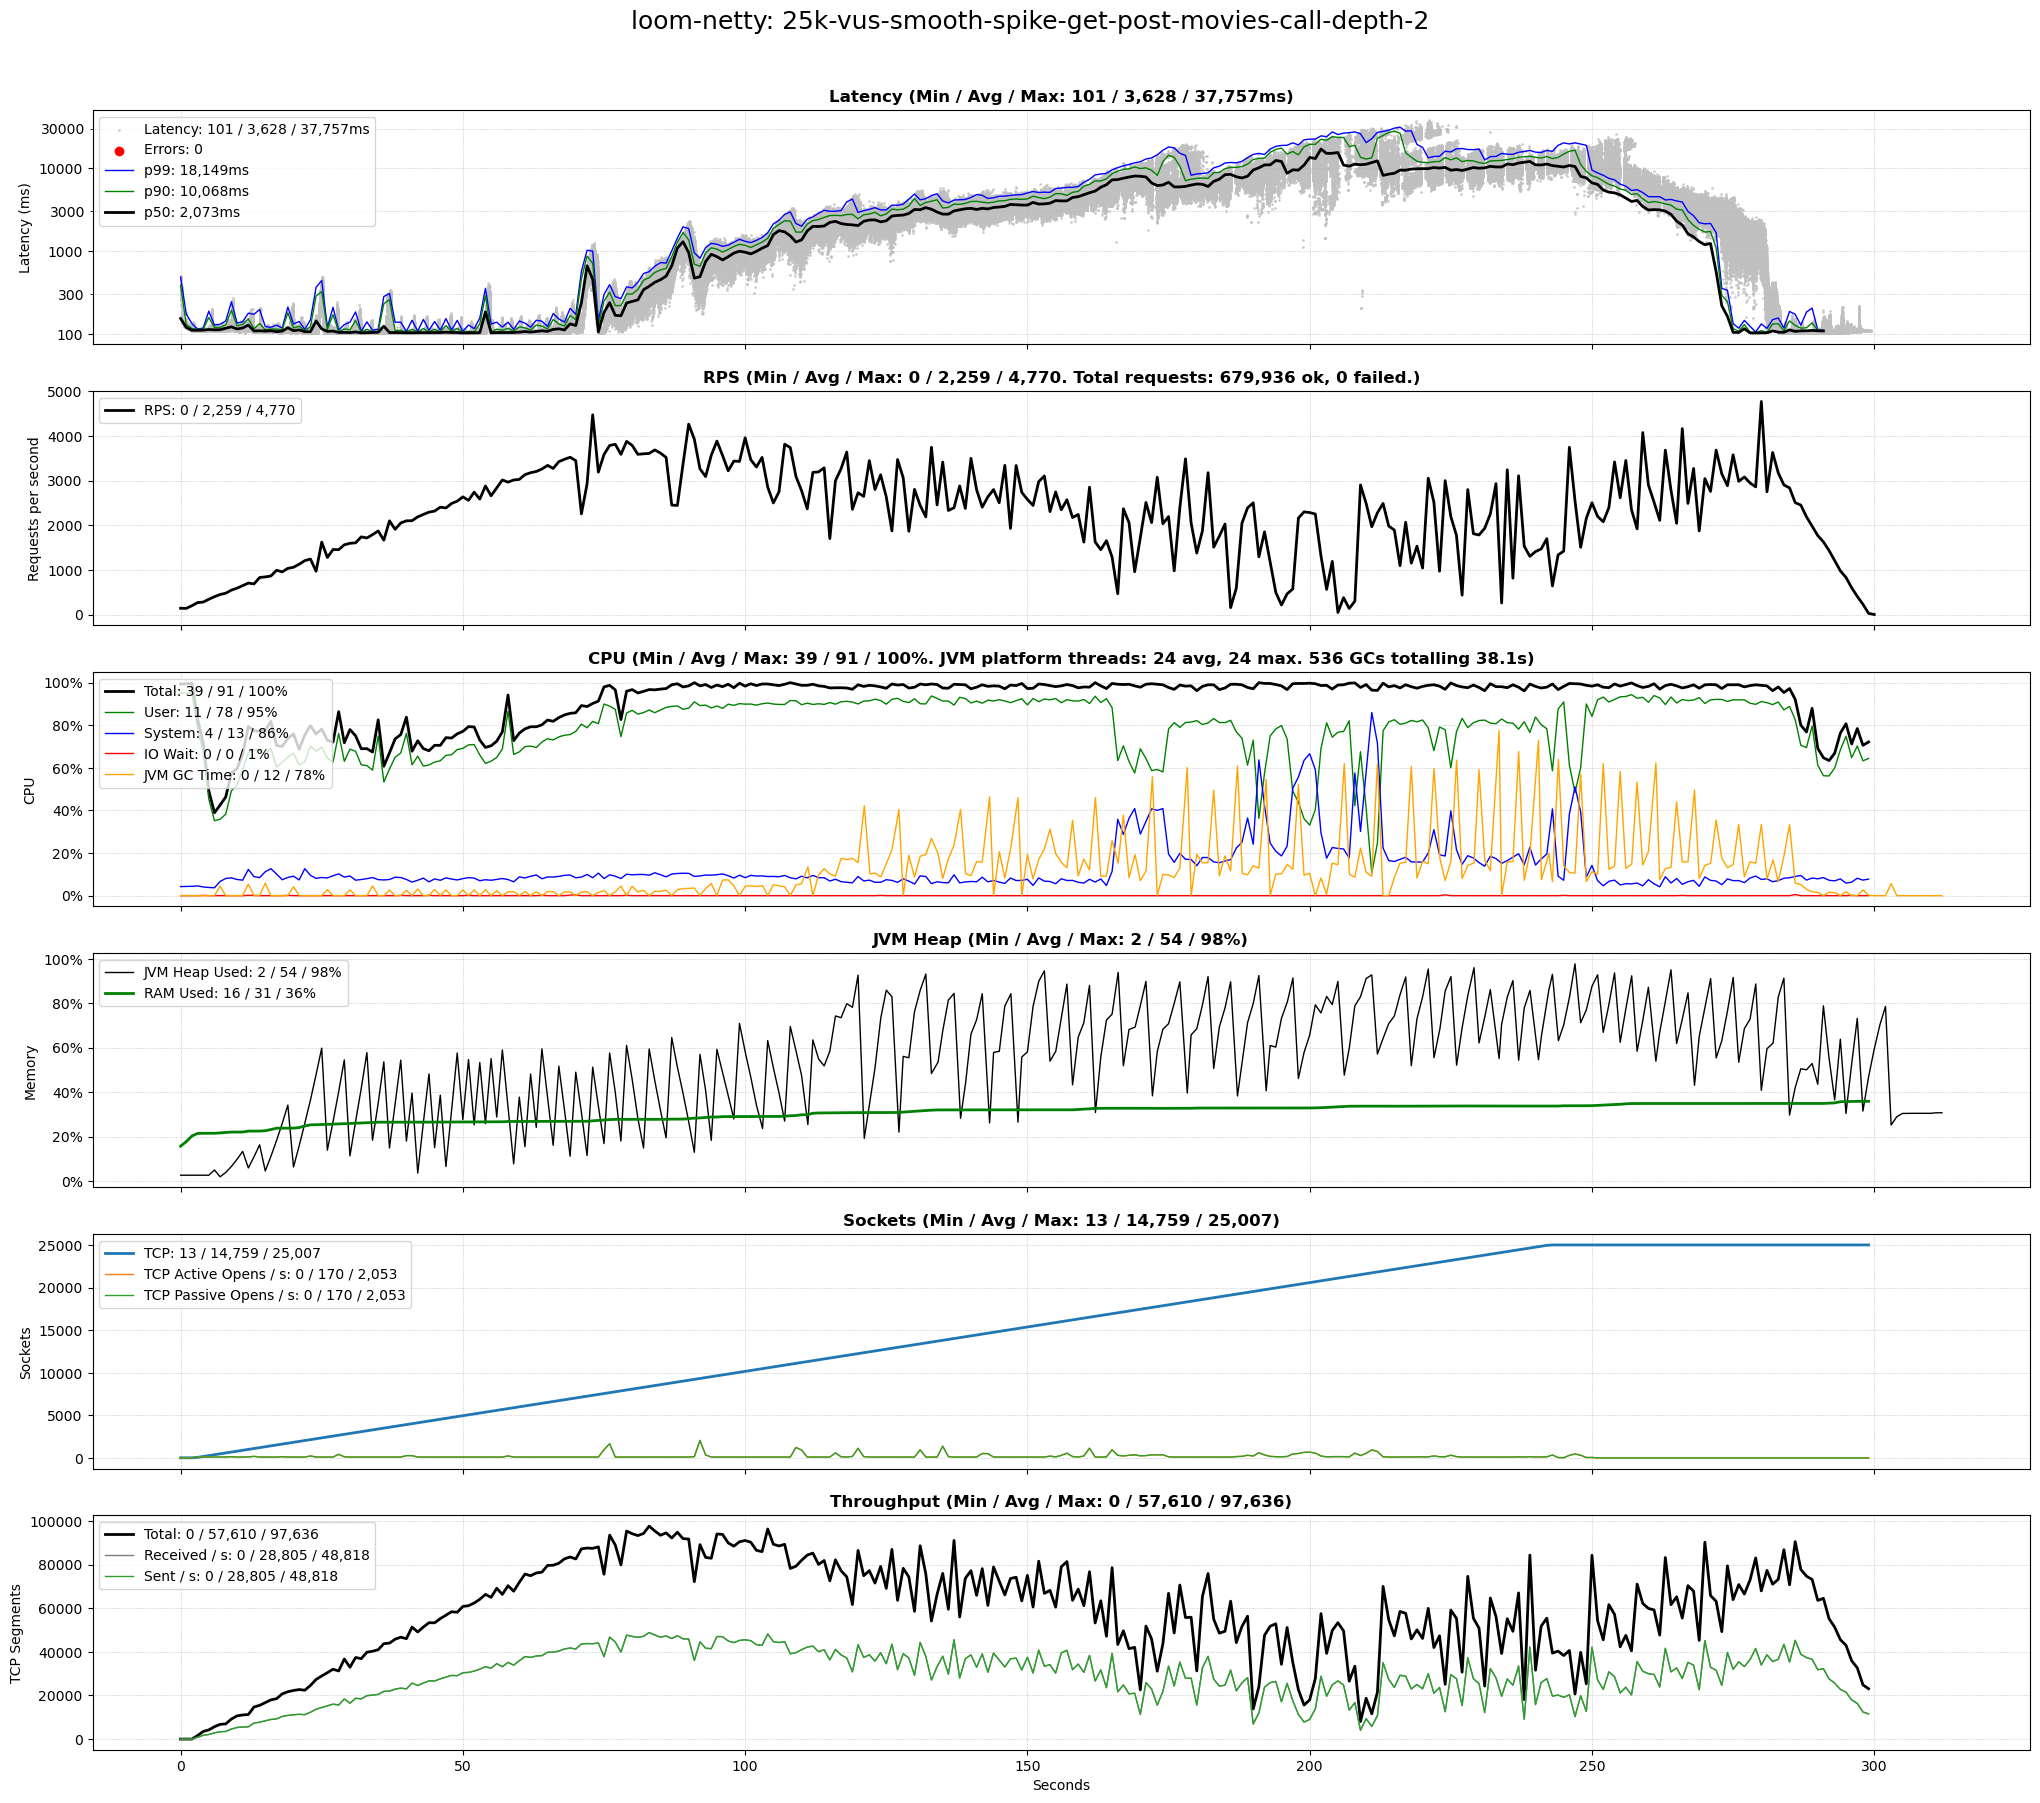 loom-netty: 25k-vus-smooth-spike-get-post-movies-call-depth-2
Latency (Min / Avg / Max: 101 / 3,628 / 37,757ms)
Latency (ms)
30000
10000
3000
1000
300
100
Latency: 101 / 3,628 / 37,757ms
Errors: 0
p99: 18,149ms
p90: 10,068ms
p50: 2,073ms
RPS (Min / Avg / Max: 0 / 2,259 / 4,770. Total requests: 679,936 ok, 0 failed.)
Requests per second
5000
4000
3000
2000
1000
0
RPS: 0 / 2,259 / 4,770
CPU (Min / Avg / Max: 39 / 91 / 100%. JVM platform threads: 24 avg, 24 max. 536 GCs totalling 38.1s)
CPU
100%
80%
60%
40%
20%
0%
Total: 39 / 91 / 100%
User: 11 / 78 / 95%
System: 4 / 13 / 86%
IO Wait: 0 / 0 / 1%
JVM GC Time: 0 / 12 / 78%
JVM Heap (Min / Avg / Max: 2 / 54 / 98%)
Memory
100%
80%
60%
40%
20%
0%
JVM Heap Used: 2 / 54 / 98%
RAM Used: 16 / 31 / 36%
Sockets (Min / Avg / Max: 13 / 14,759 / 25,007)
Sockets
25000
20000
15000
10000
5000
0
TCP: 13 / 14,759 / 25,007
TCP Active Opens / s: 0 / 170 / 2,053
TCP Passive Opens / s: 0 / 170 / 2,053
Throughput (Min / Avg / Max: 0 / 57,610 / 97,636)
TCP Segments
100000
80000
60000
40000
20000
0
Total: 0 / 57,610 / 97,636
Received / s: 0 / 28,805 / 48,818
Sent / s: 0 / 28,805 / 48,818
0 50 100 150 200 250 300
Seconds